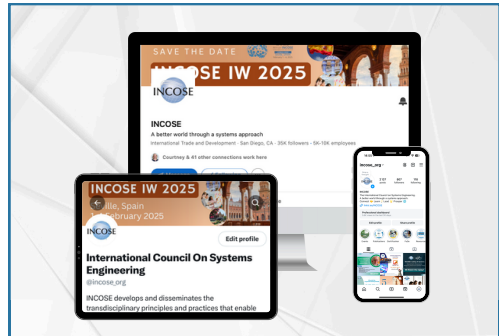 SAVE THE DATE
INCOSE IW 2025
INCOSE
INCOSE
A better world through a systems approach
International Trade and Development · San Diego, CA · 35K followers · 5K-10K employees
Courtney & 41 other connections work here
INCOSE IW 2025
ille, Spain
February 2025
INCOSE
Edit profile
International Council On Systems
Engineering
@incose_org
INCOSE develops and disseminates the
transdisciplinary principles and practices that enable
incose_org